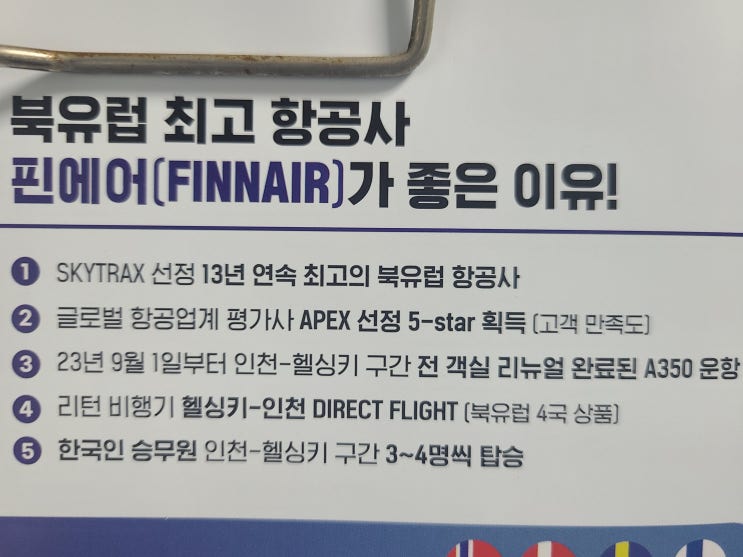 북유럽 최고 항공사
핀에어(FINNAIR)가 좋은 이유!
1 SKYTRAX 선정 13년 연속 최고의 북유럽 항공사
2 글로벌 항공업계 평가사 APEX 선정 5-star 획득 (고객 만족도)
3 23년 9월 1일부터 인천-헬싱키 구간 전 객실 리뉴얼 완료된 A350 운항
4 리턴 비행기 헬싱키-인천 DIRECT FLIGHT (북유럽 4국 상품)
5 한국인 승무원 인천-헬싱키 구간 3~4명씩 탑승